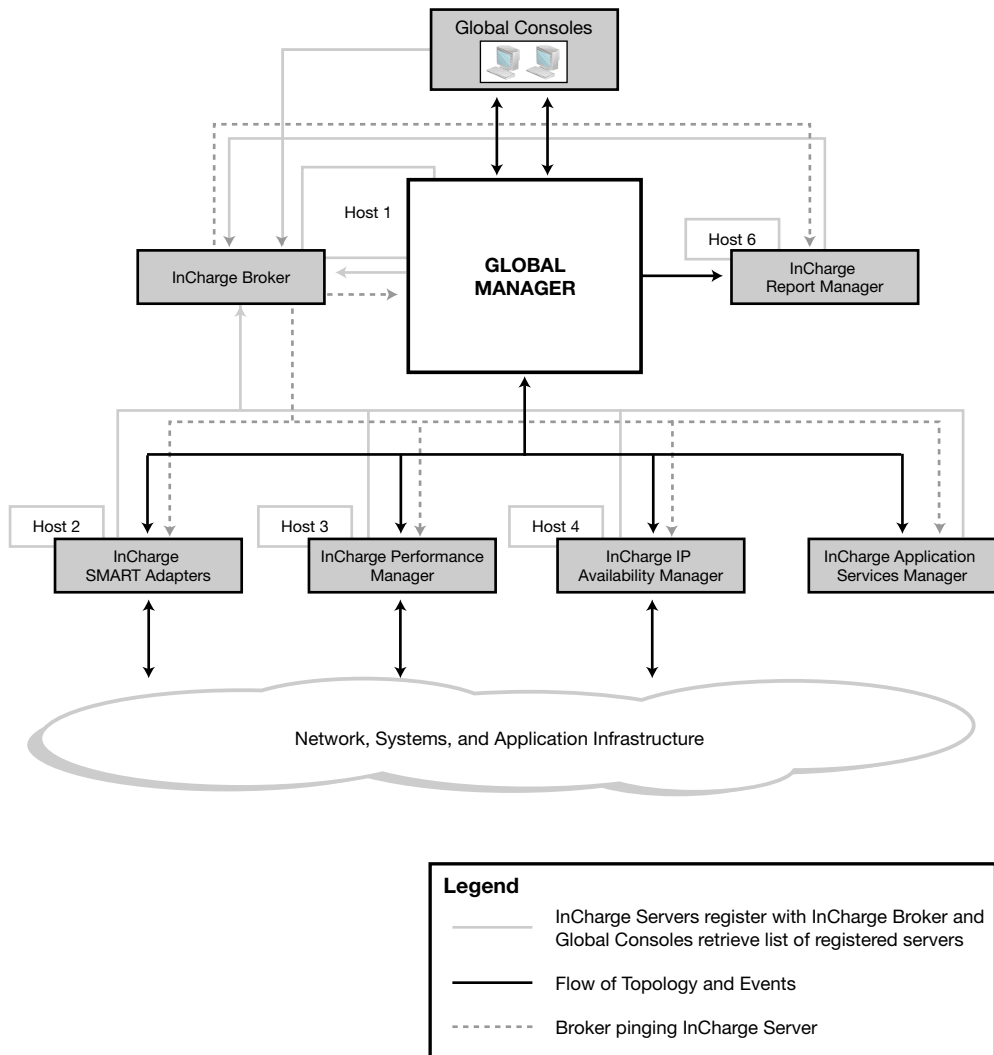 Global Consoles
Host 1
Host 6
InCharge Broker
GLOBAL
MANAGER
InCharge
Report Manager
Host 2
Host 3
Host 4
InCharge
SMART Adapters
InCharge Performance
Manager
InCharge IP
Availability Manager
InCharge Application
Services Manager
Network, Systems, and Application Infrastructure
Legend
InCharge Servers register with InCharge Broker and
Global Consoles retrieve list of registered servers
Flow of Topology and Events
Broker pinging InCharge Server